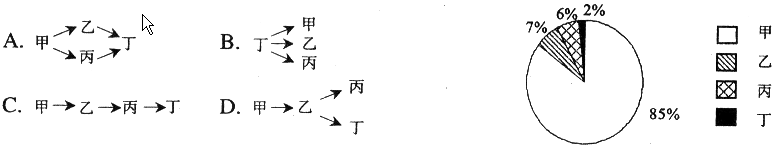 A. 甲 乙 丙 丁
B. 丁 甲 乙 丙
C. 甲→乙→丙→丁
D. 甲→乙 丙 丁
7% 6% 2%
85%
甲
乙
丙
丁